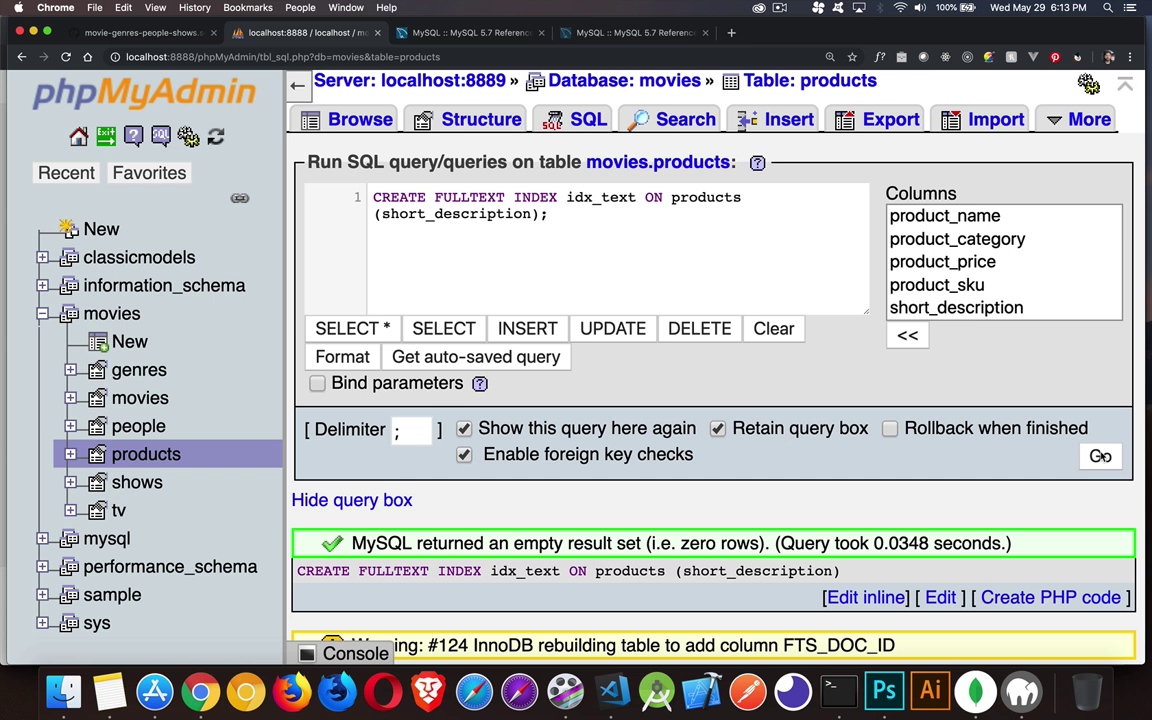 Chrome File Edit View History Bookmarks People Window Help 100% Wed May 29 6:13 PM
movie-genres-people-shows.s × localhost:8888 / localhost / mo × MySQL :: MySQL 5.7 Referenc × MySQL :: MySQL 5.7 Referenc × +
localhost:8888/phpMyAdmin/tbl_sql.php?db=movies&table=products
phpMyAdmin
Recent Favorites
New
classicmodels
information_schema
movies
New
genres
movies
people
products
shows
tv
mysql
performance_schema
sample
sys
Server: localhost:8889 » Database: movies » Table: products
Browse Structure SQL Search Insert Export Import More
Run SQL query/queries on table movies.products:
1 CREATE FULLTEXT INDEX idx_text ON products
(short_description);
Columns
product_name
product_category
product_price
product_sku
short_description
<<
SELECT * SELECT INSERT UPDATE DELETE Clear
Format Get auto-saved query
Bind parameters
[ Delimiter ; ] Show this query here again Retain query box Rollback when finished
Enable foreign key checks
Go
Hide query box
MySQL returned an empty result set (i.e. zero rows). (Query took 0.0348 seconds.)
CREATE FULLTEXT INDEX idx_text ON products (short_description)
[Edit inline] [ Edit ] [ Create PHP code ]
Warning: #124 InnoDB rebuilding table to add column FTS_DOC_ID
Console
Ps Ai